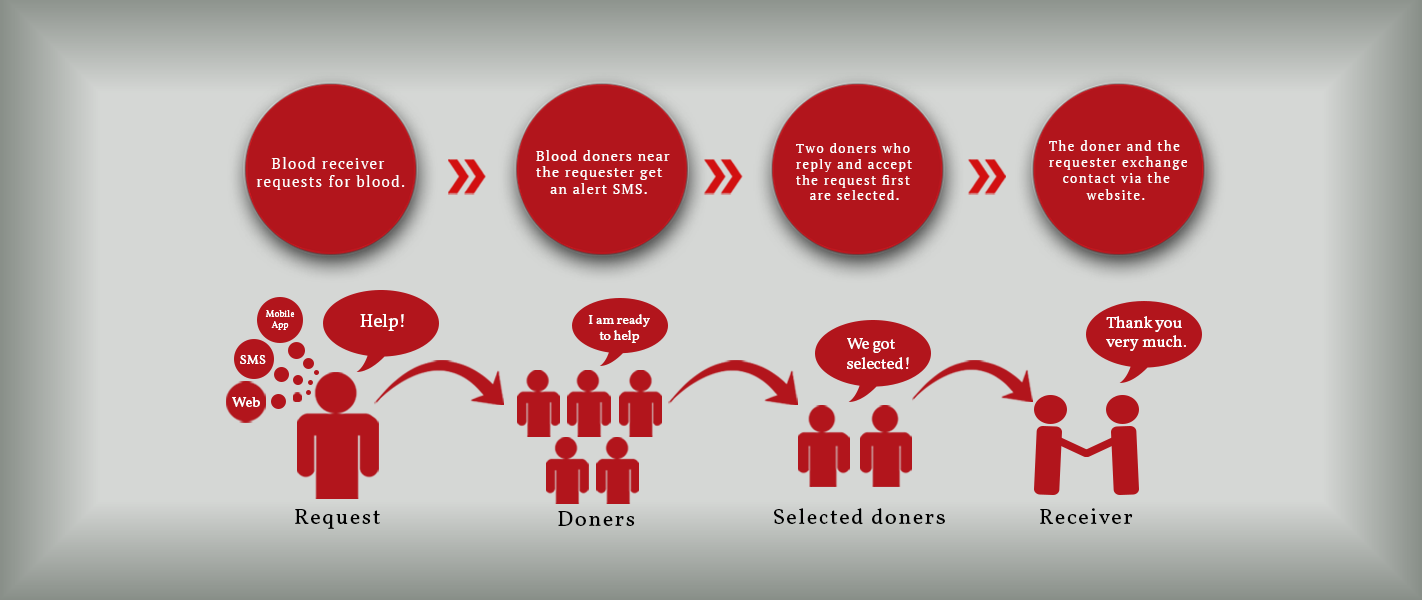 Blood receiver
requests for blood.
Blood doners near
the requester get
an alert SMS.
Two doners who
reply and accept
the request first
are selected.
The doner and the
requester exchange
contact via the
website.
Mobile
App
SMS
Web
Help!
I am ready
to help
We got
selected!
Thank you
very much.
Request
Doners
Selected doners
Receiver